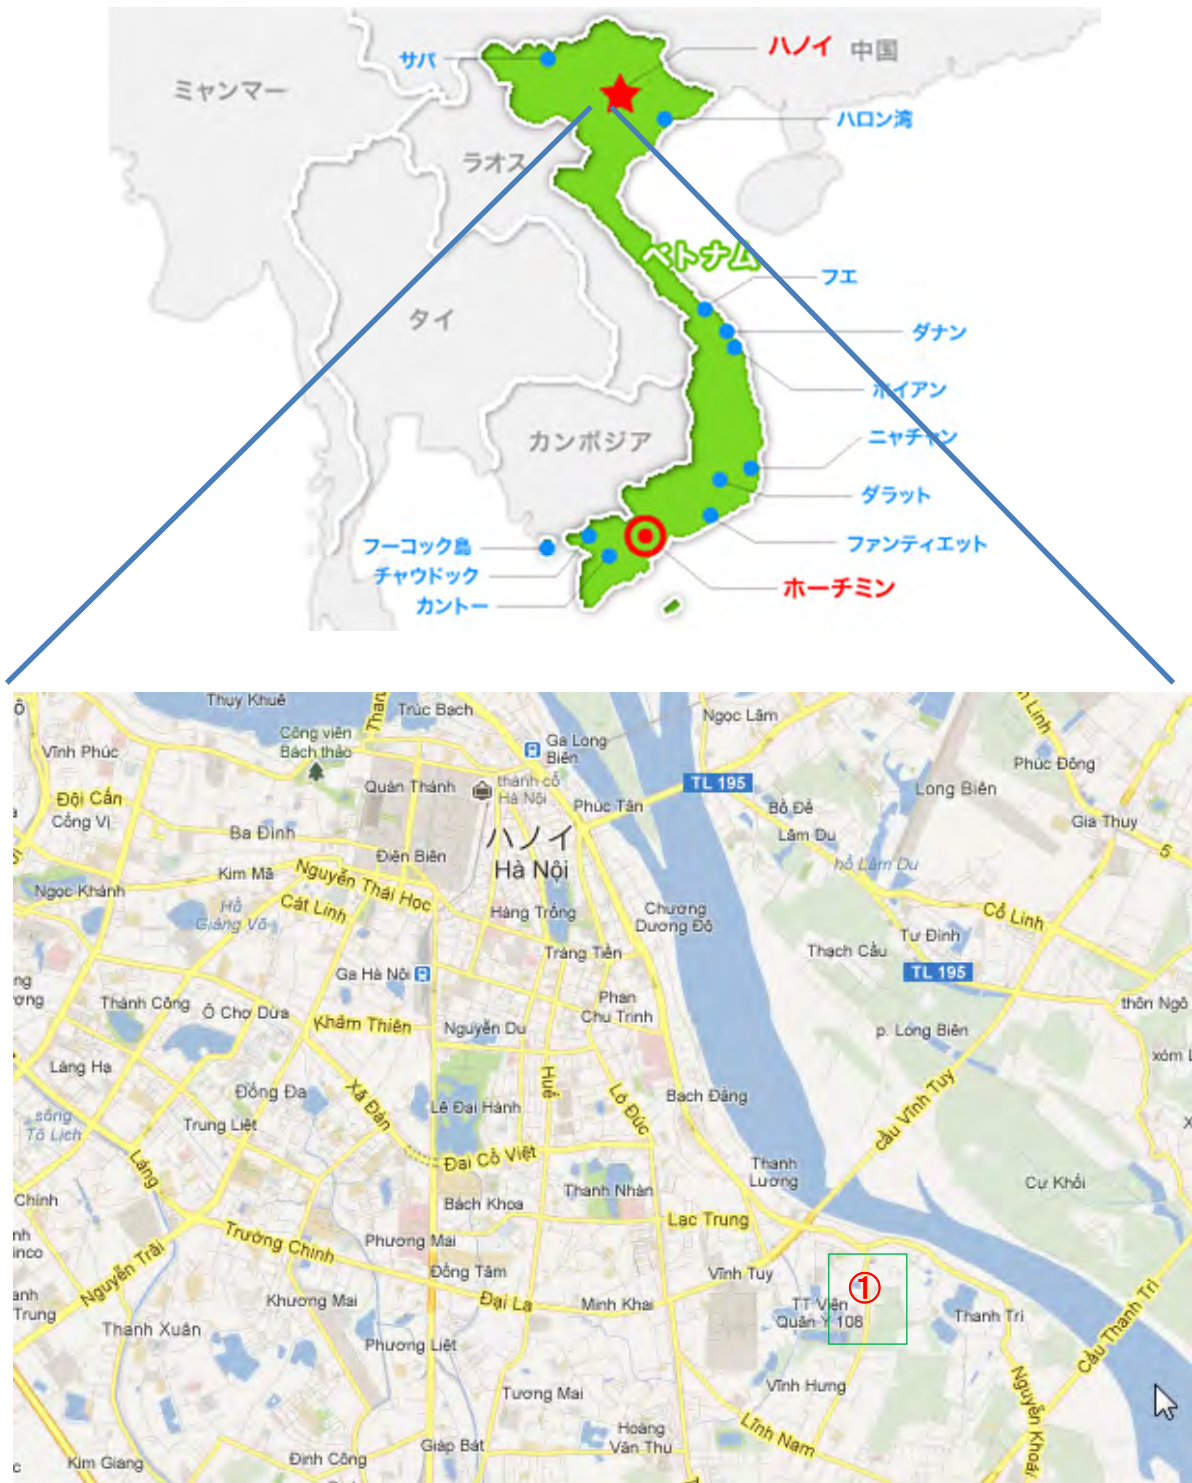 ハノイ
中国
サパ
ミャンマー
ハロン湾
ラオス
ベトナム
フエ
タイ
ダナン
ホイアン
カンボジア
ニャチャン
ダラット
フーコック島
ファンティエット
チャウドック
ホーチミン
カントー
Thụy Khuê
Trúc Bạch
Ngọc Lâm
Công viên
Bách thảo
Ga Long
Biên
Vĩnh Phúc
Phúc Đồng
Quán Thánh
thành cổ
Hà Nội
TL 195
Long Biên
Đội Cấn
Cống Vị
Phúc Tân
Bồ Đề
Gia Thụy
Ba Đình
ハノイ
Lâm Du
Điện Biên
Hà Nội
hồ Lâm Du
5
Kim Mã
Nguyễn Thái Học
Ngọc Khánh
Hồ
Giảng Võ
Cát Linh
Hàng Trống
Chương
Dương Độ
Cổ Linh
Tư Đình
Tràng Tiền
Thạch Cầu
Ga Hà Nội
TL 195
Thành Công
Ô Chợ Dừa
Phan
Chu Trinh
thôn Ngô
Khâm Thiên
Nguyễn Du
p. Long Biên
Láng Hạ
Huế
xóm L
Đống Đa
Xã Đàn
Lê Đại Hành
Lò Đúc
Bạch Đằng
cầu Vĩnh Tuy
sông
Tô Lịch
Trung Liệt
Láng
Đại Cồ Việt
Thanh
Lương
Thanh Nhàn
Cự Khối
Chính
Bách Khoa
Lạc Trung
Trường Chinh
Phương Mai
Nguyễn Trãi
Đồng Tâm
Vĩnh Tuy
①
Khương Mai
Đại La
Minh Khai
TT Viện
Quân Y 108
Thanh Trì
Cầu Thanh Trì
Trung
Thanh Xuân
Phương Liệt
Tương Mai
Vĩnh Hưng
Nguyễn Khoái
Lĩnh Nam
Hoàng
Văn Thụ
Giáp Bát
Định Công
Kim Giang